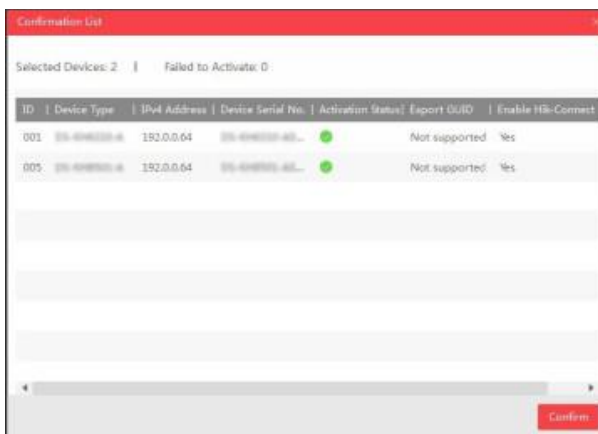 Confirmation List
Selected Devices: 2 | Failed to Activate: 0
ID | Device Type | IPv4 Address | Device Serial No. | Activation Status | Export GUID | Enable Hik-Connect
001 192.0.0.64 Not supported Yes
005 192.0.0.64 Not supported Yes
Confirm